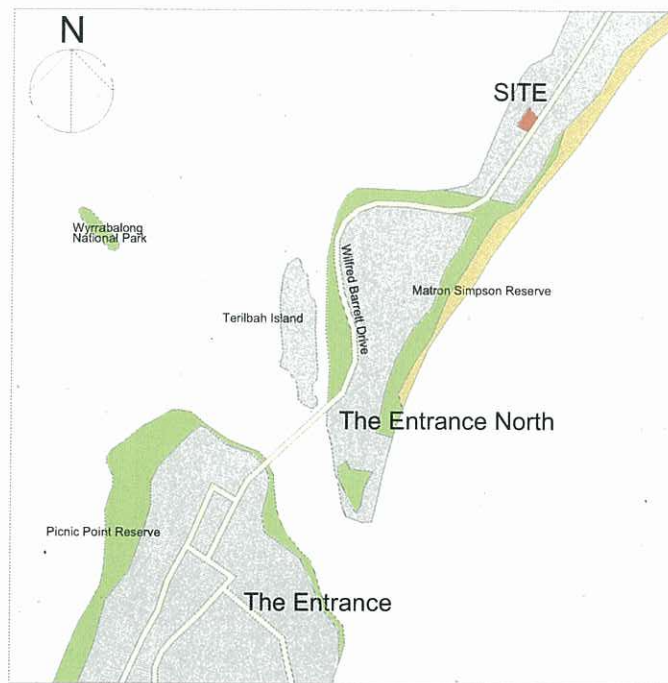 N
SITE
Wyrrabalong
National Park
Wilfred Barrett Drive
Matron Simpson Reserve
Terilbah Island
The Entrance North
Picnic Point Reserve
The Entrance